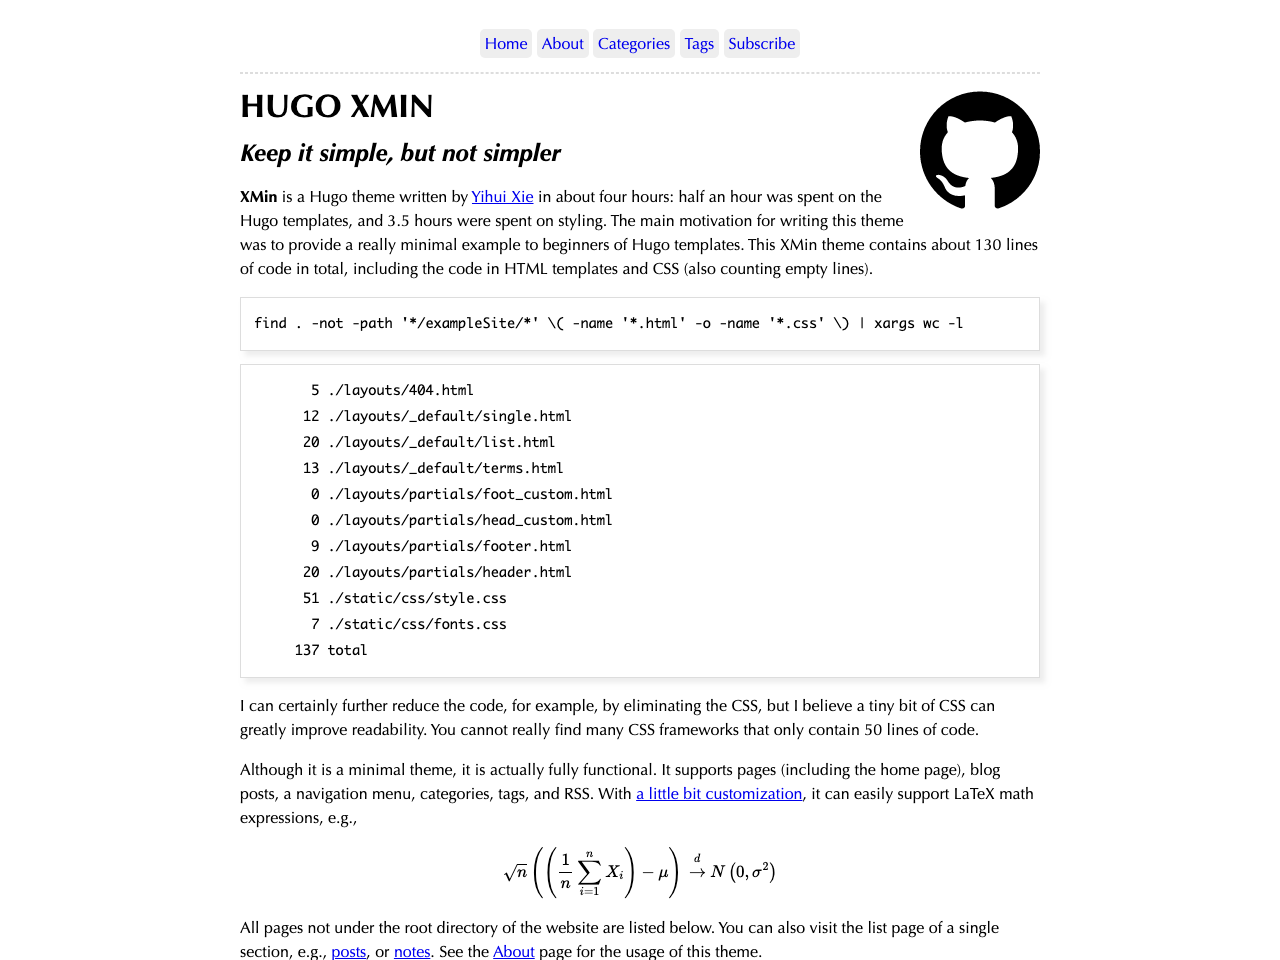 Home About Categories Tags Subscribe
HUGO XMIN
Keep it simple, but not simpler
XMin is a Hugo theme written by Yihui Xie in about four hours: half an hour was spent on the
Hugo templates, and 3.5 hours were spent on styling. The main motivation for writing this theme
was to provide a really minimal example to beginners of Hugo templates. This XMin theme contains about 130 lines
of code in total, including the code in HTML templates and CSS (also counting empty lines).
find . -not -path '*/exampleSite/*' \( -name '*.html' -o -name '*.css' \) | xargs wc -l
5 ./layouts/404.html
12 ./layouts/_default/single.html
20 ./layouts/_default/list.html
13 ./layouts/_default/terms.html
0 ./layouts/partials/foot_custom.html
0 ./layouts/partials/head_custom.html
9 ./layouts/partials/footer.html
20 ./layouts/partials/header.html
51 ./static/css/style.css
7 ./static/css/fonts.css
137 total
I can certainly further reduce the code, for example, by eliminating the CSS, but I believe a tiny bit of CSS can
greatly improve readability. You cannot really find many CSS frameworks that only contain 50 lines of code.
Although it is a minimal theme, it is actually fully functional. It supports pages (including the home page), blog
posts, a navigation menu, categories, tags, and RSS. With a little bit customization, it can easily support LaTeX math
expressions, e.g.,
√n ((1/n ∑_{i=1}^{n} X_i) − μ) →^d N (0, σ²)
All pages not under the root directory of the website are listed below. You can also visit the list page of a single
section, e.g., posts, or notes. See the About page for the usage of this theme.